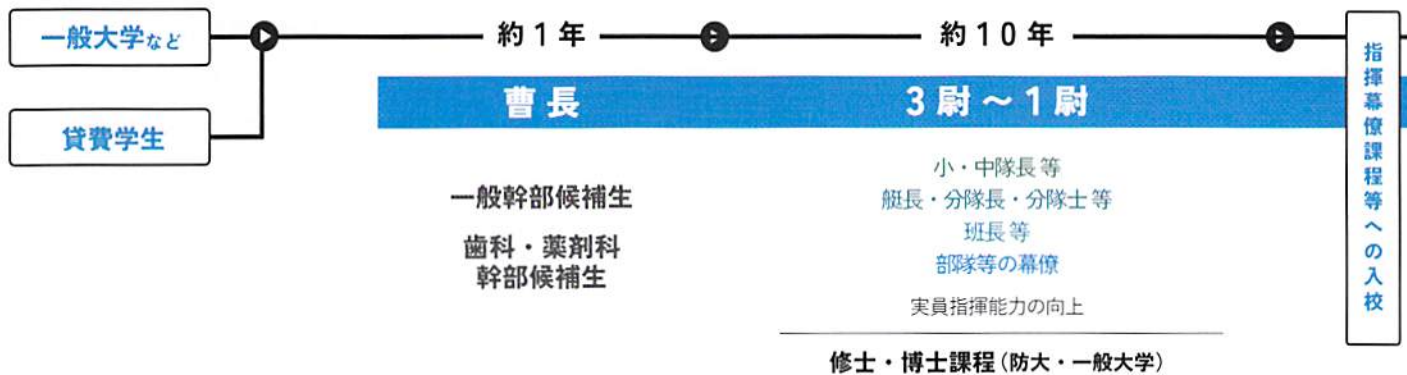 一般大学など
貸費学生
約1年
約10年
曹長
3尉～1尉
一般幹部候補生
歯科・薬剤科
幹部候補生
小・中隊長 等
艇長・分隊長・分隊士 等
班長 等
部隊等の幕僚
実員指揮能力の向上
修士・博士課程（防大・一般大学）
指揮幕僚課程等への入校